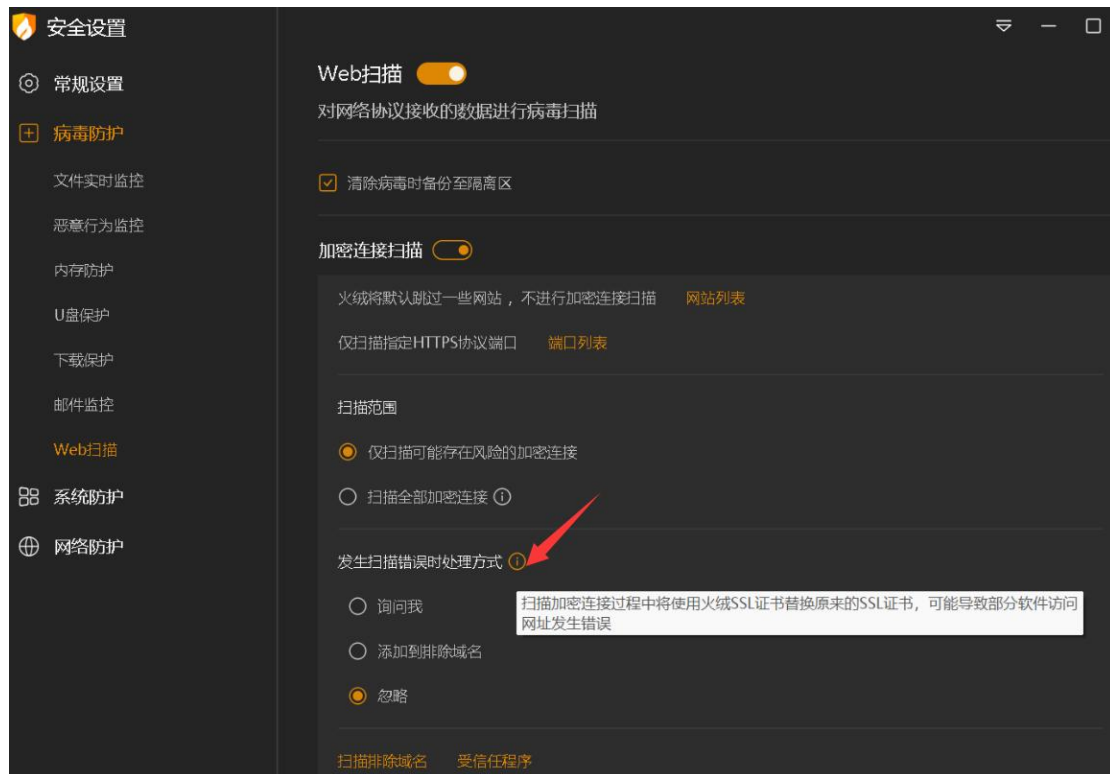 安全设置
常规设置
病毒防护
文件实时监控
恶意行为监控
内存防护
U盘保护
下载保护
邮件监控
Web扫描
系统防护
网络防护
Web扫描
对网络协议接收的数据进行病毒扫描
清除病毒时备份至隔离区
加密连接扫描
火绒将默认跳过一些网站，不进行加密连接扫描 网站列表
仅扫描指定HTTPS协议端口 端口列表
扫描范围
仅扫描可能存在风险的加密连接
扫描全部加密连接
发生扫描错误时处理方式
扫描加密连接过程中将使用火绒SSL证书替换原来的SSL证书，可能导致部分软件访问
网址发生错误
询问我
添加到排除域名
忽略
扫描排除域名 受信任程序